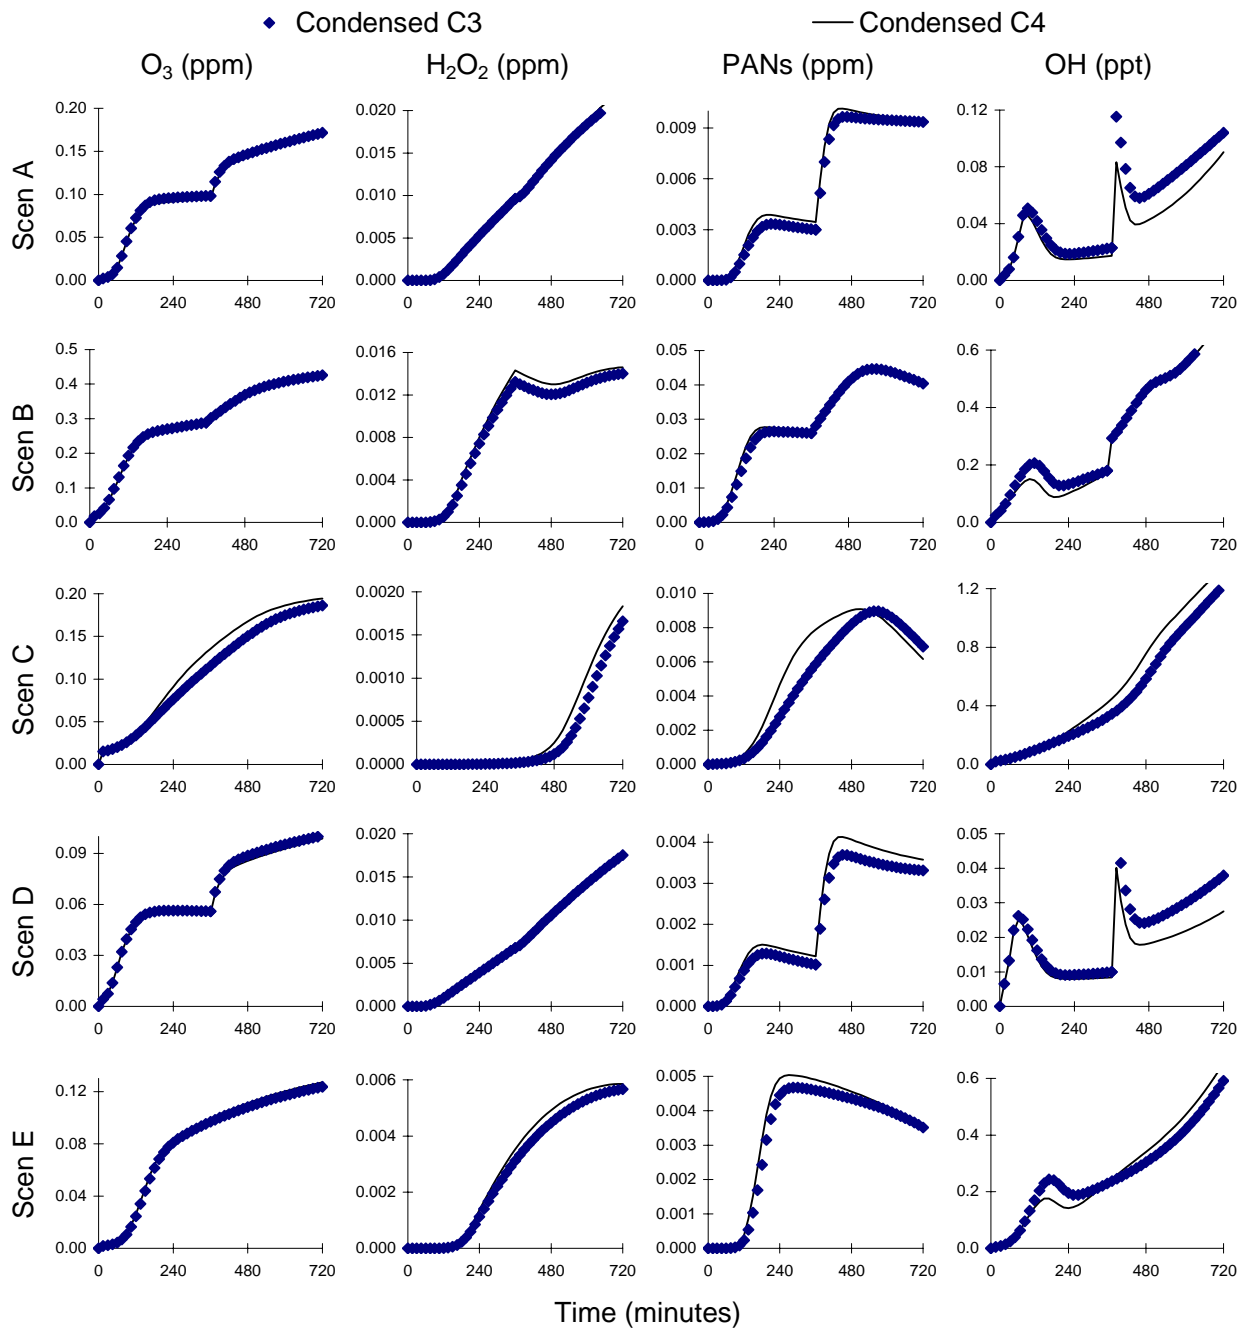 Condensed C3 Condensed C4
O3 (ppm) H2O2 (ppm) PANs (ppm) OH (ppt)
Scen A
0.20 0.15 0.10 0.05 0.00
0 240 480 720
0.020 0.015 0.010 0.005 0.000
0 240 480 720
0.009 0.006 0.003 0.000
0 240 480 720
0.12 0.08 0.04 0.00
0 240 480 720
Scen B
0.5 0.4 0.3 0.2 0.1 0.0
0 240 480 720
0.016 0.012 0.008 0.004 0.000
0 240 480 720
0.05 0.04 0.03 0.02 0.01 0.00
0 240 480 720
0.6 0.4 0.2 0.0
0 240 480 720
Scen C
0.20 0.15 0.10 0.05 0.00
0 240 480 720
0.0020 0.0015 0.0010 0.0005 0.0000
0 240 480 720
0.010 0.008 0.006 0.004 0.002 0.000
0 240 480 720
1.2 0.8 0.4 0.0
0 240 480 720
Scen D
0.09 0.06 0.03 0.00
0 240 480 720
0.020 0.015 0.010 0.005 0.000
0 240 480 720
0.004 0.003 0.002 0.001 0.000
0 240 480 720
0.05 0.04 0.03 0.02 0.01 0.00
0 240 480 720
Scen E
0.12 0.08 0.04 0.00
0 240 480 720
0.006 0.004 0.002 0.000
0 240 480 720
0.005 0.004 0.003 0.002 0.001 0.000
0 240 480 720
0.6 0.4 0.2 0.0
0 240 480 720
Time (minutes)